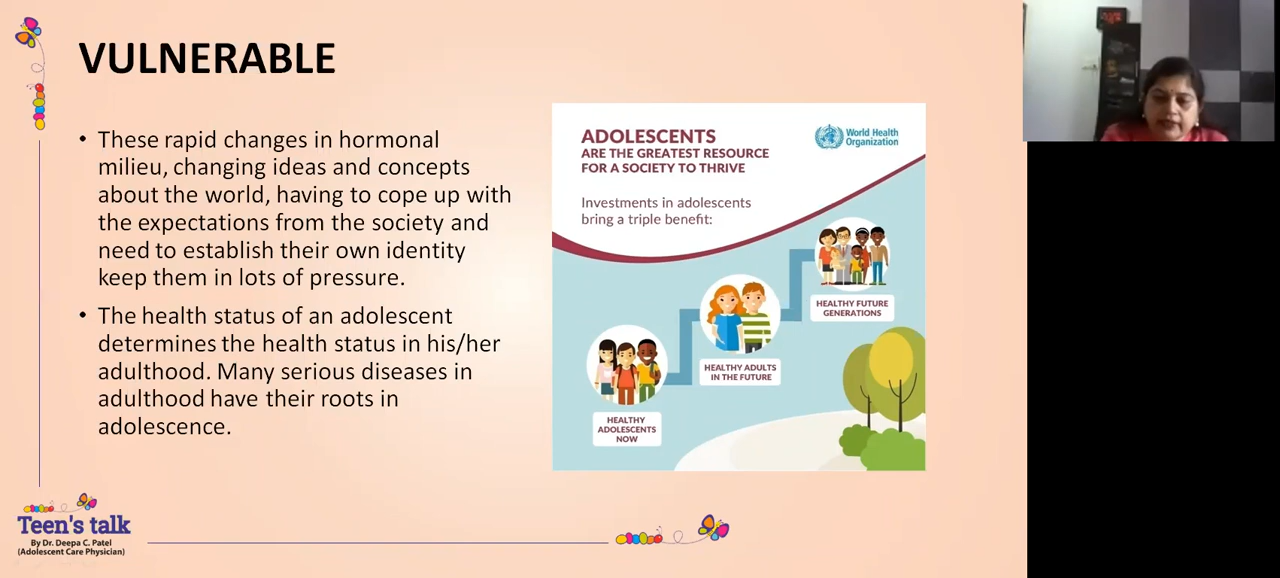 VULNERABLE
• These rapid changes in hormonal
milieu, changing ideas and concepts
about the world, having to cope up with
the expectations from the society and
need to establish their own identity
keep them in lots of pressure.
• The health status of an adolescent
determines the health status in his/her
adulthood. Many serious diseases in
adulthood have their roots in
adolescence.
ADOLESCENTS
ARE THE GREATEST RESOURCE
FOR A SOCIETY TO THRIVE
World Health
Organization
Investments in adolescents
bring a triple benefit:
HEALTHY FUTURE
GENERATIONS
HEALTHY ADULTS
IN THE FUTURE
HEALTHY
ADOLESCENTS
NOW
Teen's talk
By Dr. Deepa C. Patel
(Adolescent Care Physician)